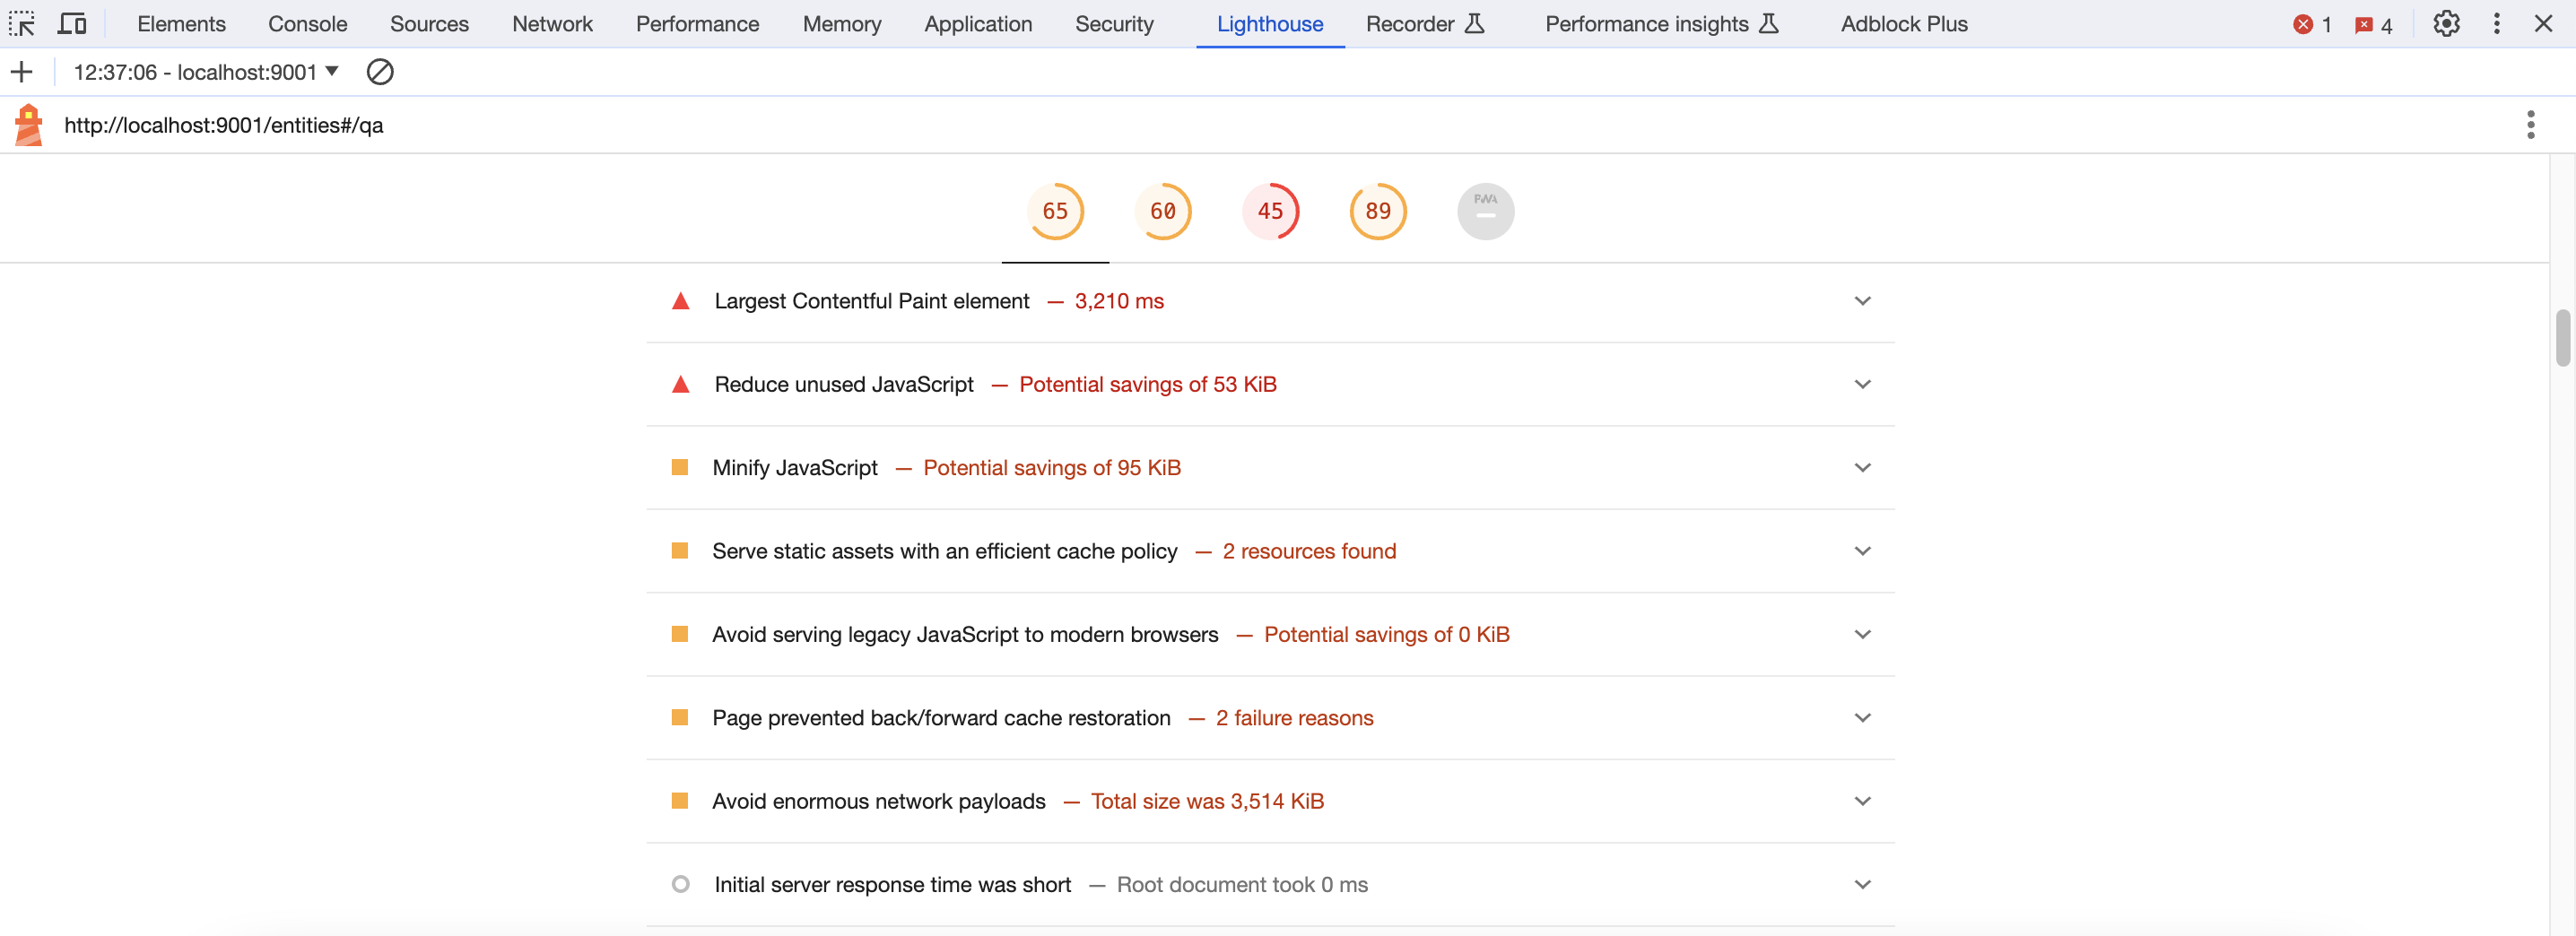 Elements Console Sources Network Performance Memory Application Security Lighthouse Recorder Performance insights Adblock Plus 1 4
12:37:06 - localhost:9001
http://localhost:9001/entities#/qa
65 60 45 89 PWA
Largest Contentful Paint element — 3,210 ms
Reduce unused JavaScript — Potential savings of 53 KiB
Minify JavaScript — Potential savings of 95 KiB
Serve static assets with an efficient cache policy — 2 resources found
Avoid serving legacy JavaScript to modern browsers — Potential savings of 0 KiB
Page prevented back/forward cache restoration — 2 failure reasons
Avoid enormous network payloads — Total size was 3,514 KiB
Initial server response time was short — Root document took 0 ms